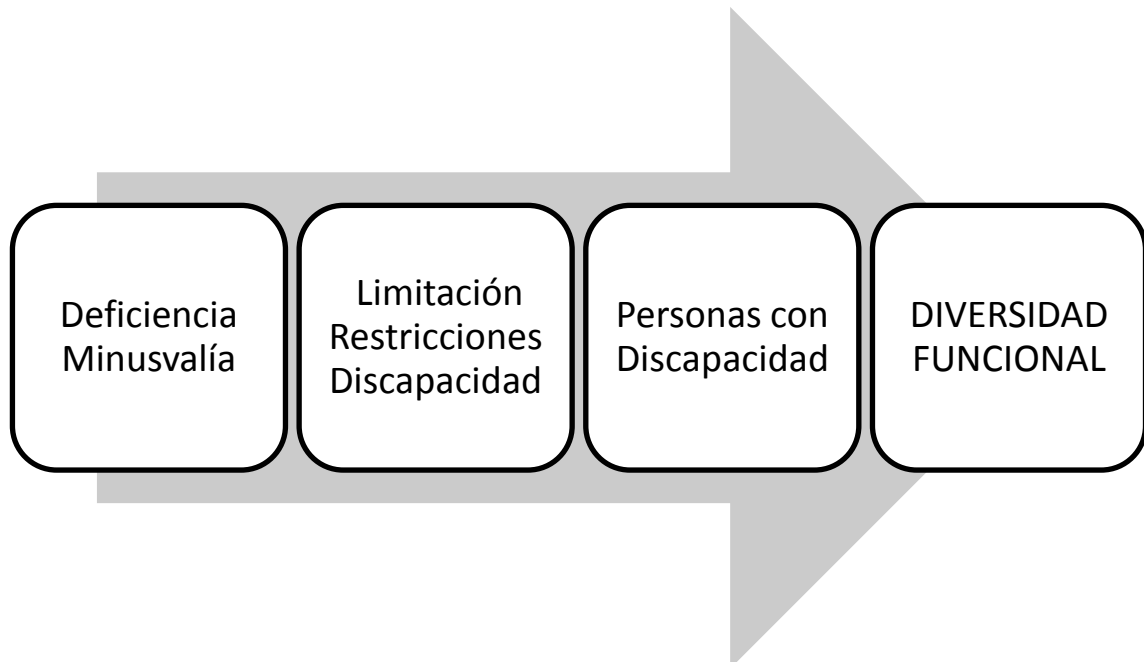 Deficiencia
Minusvalía
Limitación
Restricciones
Discapacidad
Personas con
Discapacidad
DIVERSIDAD
FUNCIONAL